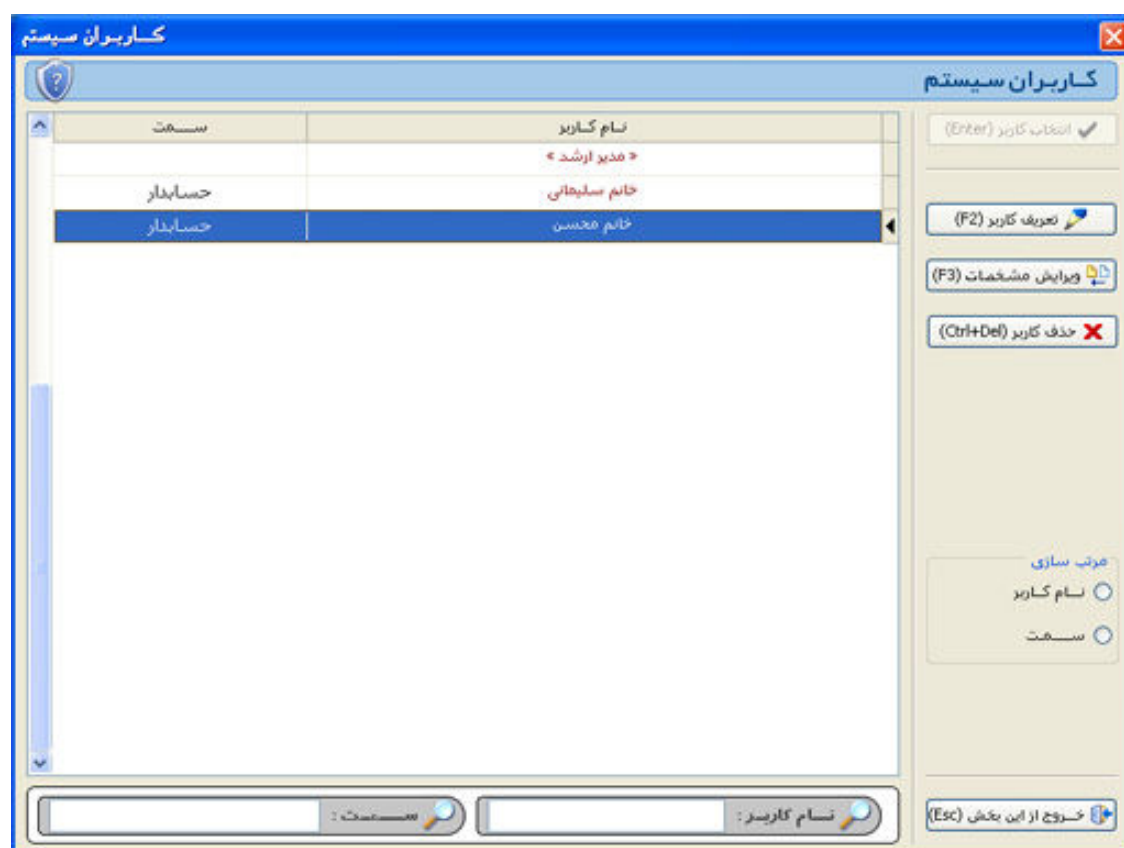 کاربران سیستم
کاربران سیستم
نام کاربر
سمت
« مدیر ارشد »
خانم سلیمانی
حسابدار
خانم محسن
حسابدار
انتخاب کاربر (Enter)
تعریف کاربر (F2)
ویرایش مشخصات (F3)
حذف کاربر (Ctrl+Del)
مرتب سازی
نام کاربر
سمت
نام کاربر :
سمت :
خروج از این بخش (Esc)